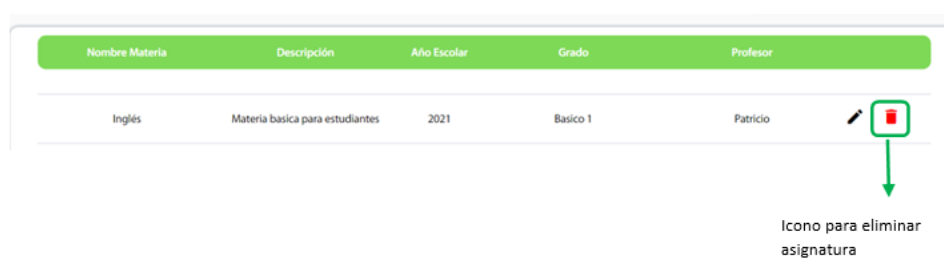 Nombre Materia Descripción Año Escolar Grado Profesor
Inglés Materia basica para estudiantes 2021 Basico 1 Patricio
Icono para eliminar
asignatura